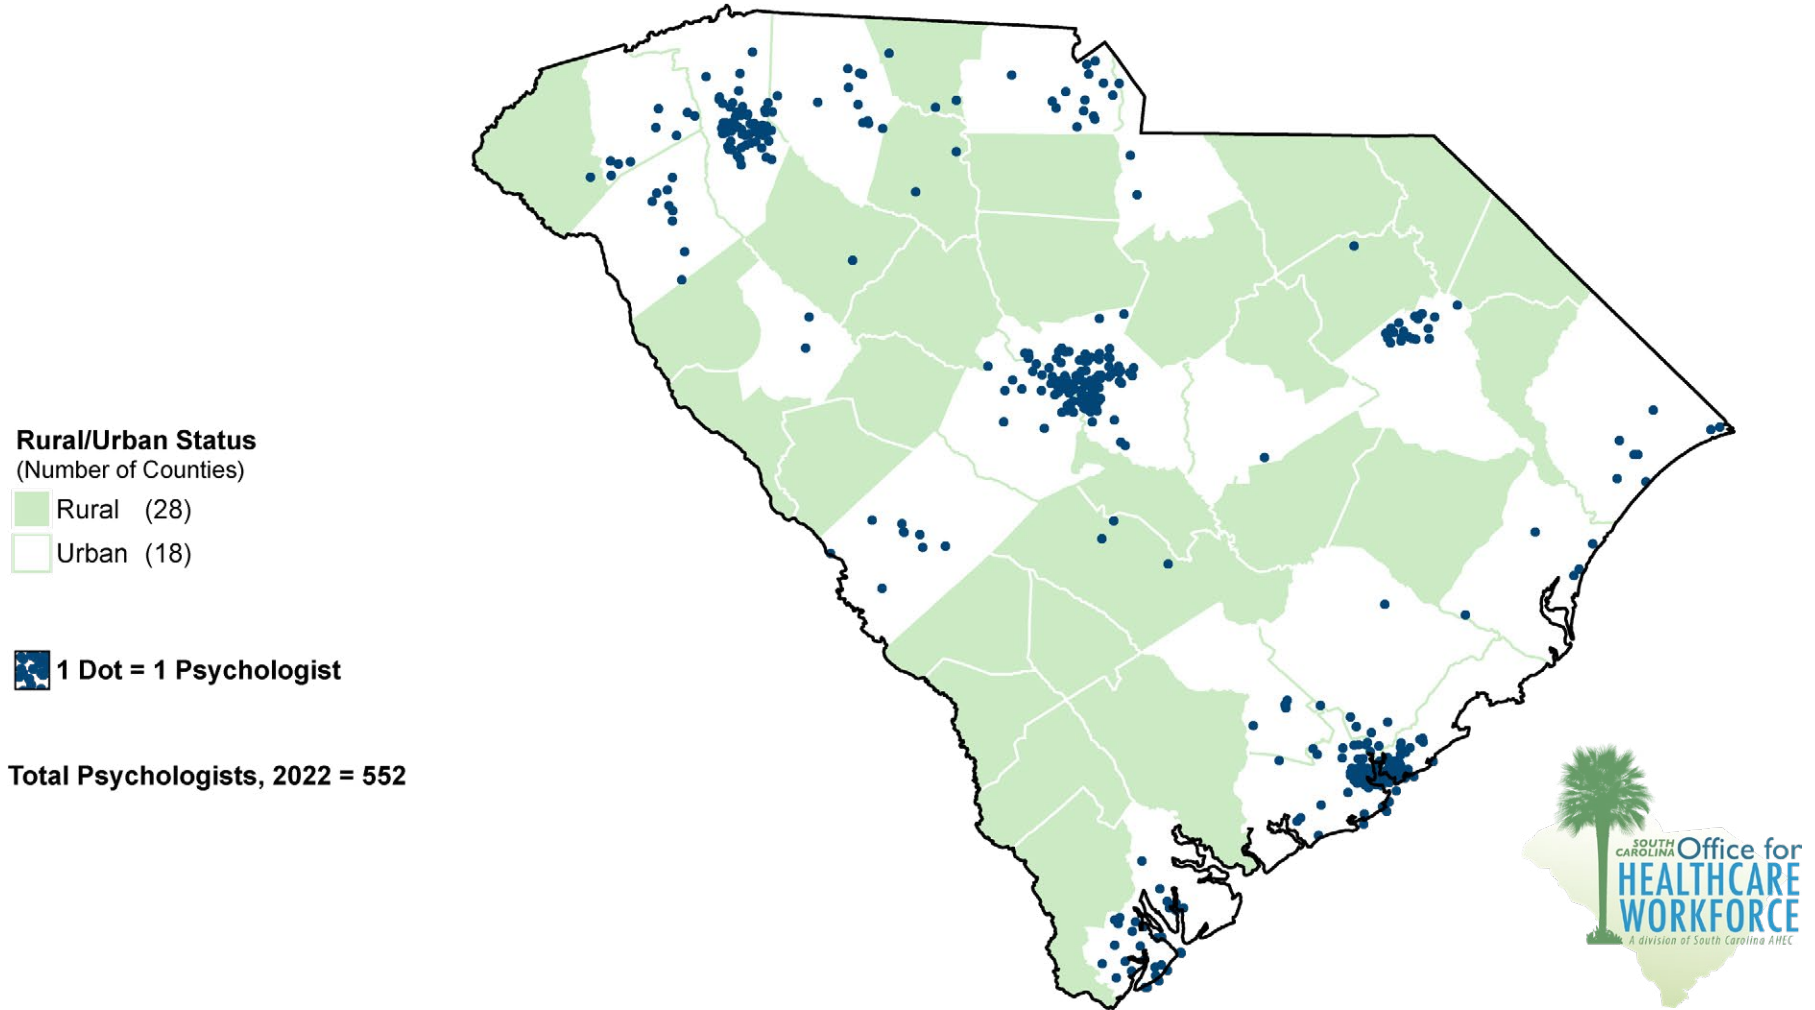 Rural/Urban Status
(Number of Counties)
Rural (28)
Urban (18)
1 Dot = 1 Psychologist
Total Psychologists, 2022 = 552
SOUTH CAROLINA Office for
HEALTHCARE
WORKFORCE
A division of South Carolina AHEC